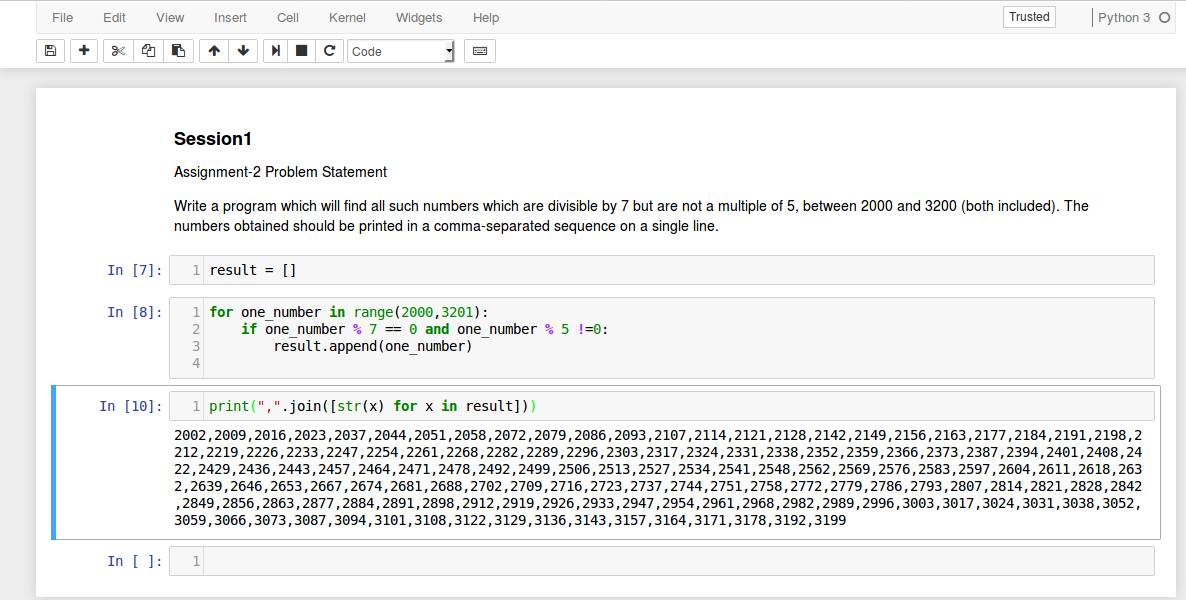 File Edit View Insert Cell Kernel Widgets Help Trusted Python 3
Code
Session1
Assignment-2 Problem Statement
Write a program which will find all such numbers which are divisible by 7 but are not a multiple of 5, between 2000 and 3200 (both included). The
numbers obtained should be printed in a comma-separated sequence on a single line.
In [7]: 1 result = []
In [8]: 1 for one_number in range(2000,3201):
2     if one_number % 7 == 0 and one_number % 5 !=0:
3         result.append(one_number)
4
In [10]: 1 print(",".join([str(x) for x in result]))
2002,2009,2016,2023,2037,2044,2051,2058,2072,2079,2086,2093,2107,2114,2121,2128,2142,2149,2156,2163,2177,2184,2191,2198,2
212,2219,2226,2233,2247,2254,2261,2268,2282,2289,2296,2303,2317,2324,2331,2338,2352,2359,2366,2373,2387,2394,2401,2408,24
22,2429,2436,2443,2457,2464,2471,2478,2492,2499,2506,2513,2527,2534,2541,2548,2562,2569,2576,2583,2597,2604,2611,2618,263
2,2639,2646,2653,2667,2674,2681,2688,2702,2709,2716,2723,2737,2744,2751,2758,2772,2779,2786,2793,2807,2814,2821,2828,2842
,2849,2856,2863,2877,2884,2891,2898,2912,2919,2926,2933,2947,2954,2961,2968,2982,2989,2996,3003,3017,3024,3031,3038,3052,
3059,3066,3073,3087,3094,3101,3108,3122,3129,3136,3143,3157,3164,3171,3178,3192,3199
In [ ]: 1